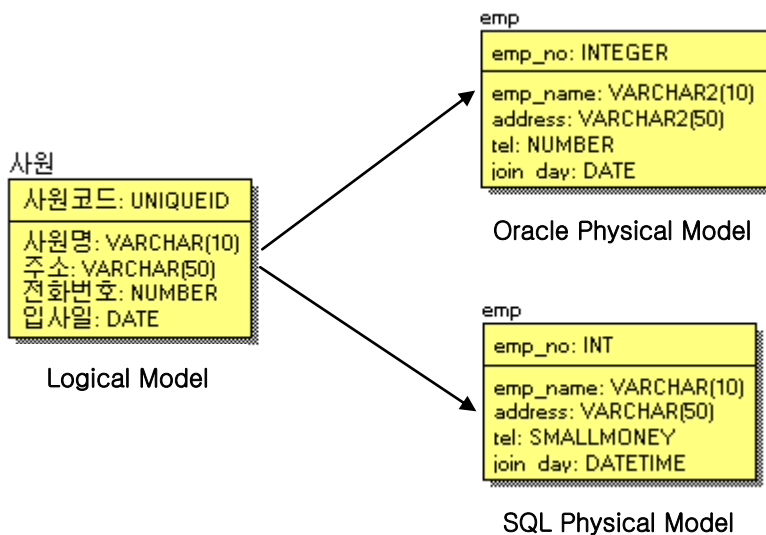 사원
사원코드: UNIQUEID
사원명: VARCHAR(10)
주소: VARCHAR(50)
전화번호: NUMBER
입사일: DATE
Logical Model
emp
emp_no: INTEGER
emp_name: VARCHAR2(10)
address: VARCHAR2(50)
tel: NUMBER
join_day: DATE
Oracle Physical Model
emp
emp_no: INT
emp_name: VARCHAR(10)
address: VARCHAR(50)
tel: SMALLMONEY
join_day: DATETIME
SQL Physical Model